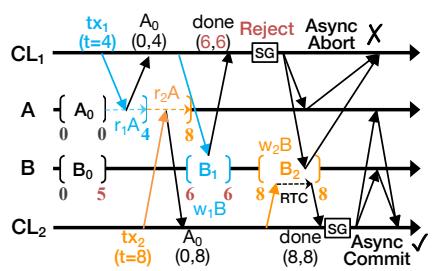 tx₁
(t=4)
A₀
(0,4)
done
(6,6)
Reject
Async
Abort ✗
CL₁
SG
A
A₀
0 0
r₁A 4
r₂A
8
B
B₀
0 5
B₁
6 6
w₁B
w₂B
B₂
8 8
RTC
CL₂
tx₂
(t=8)
A₀
(0,8)
done
(8,8)
SG
Async
Commit ✓